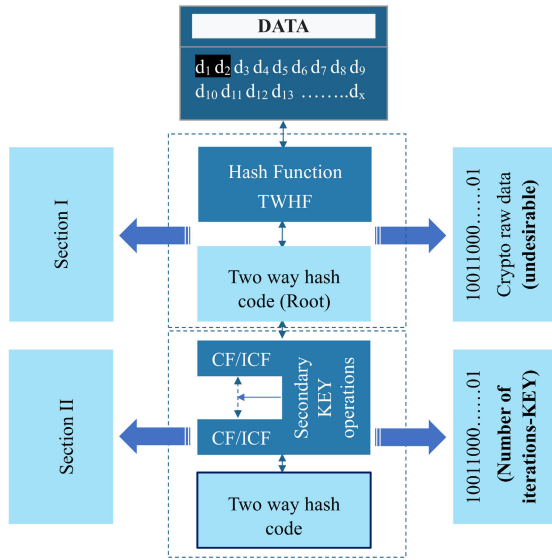 DATA
d₁ d₂ d₃ d₄ d₅ d₆ d₇ d₈ d₉
d₁₀ d₁₁ d₁₂ d₁₃ ……..dₓ
Hash Function
TWHF
Section I
10011000……01
Crypto raw data
(undesirable)
Two way hash
code (Root)
CF/ICF
Secondary
KEY
operations
CF/ICF
Section II
10011000……01
(Number of
iterations-KEY)
Two way hash
code